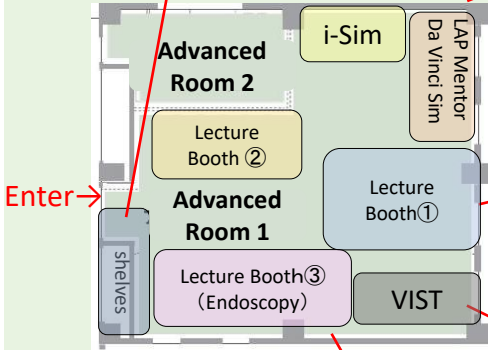 i-Sim
LAP Mentor
Da Vinci Sim
Advanced
Room 2
Lecture
Booth ②
Lecture
Booth①
Enter→
Advanced
Room 1
shelves
Lecture Booth③
（Endoscopy）
VIST